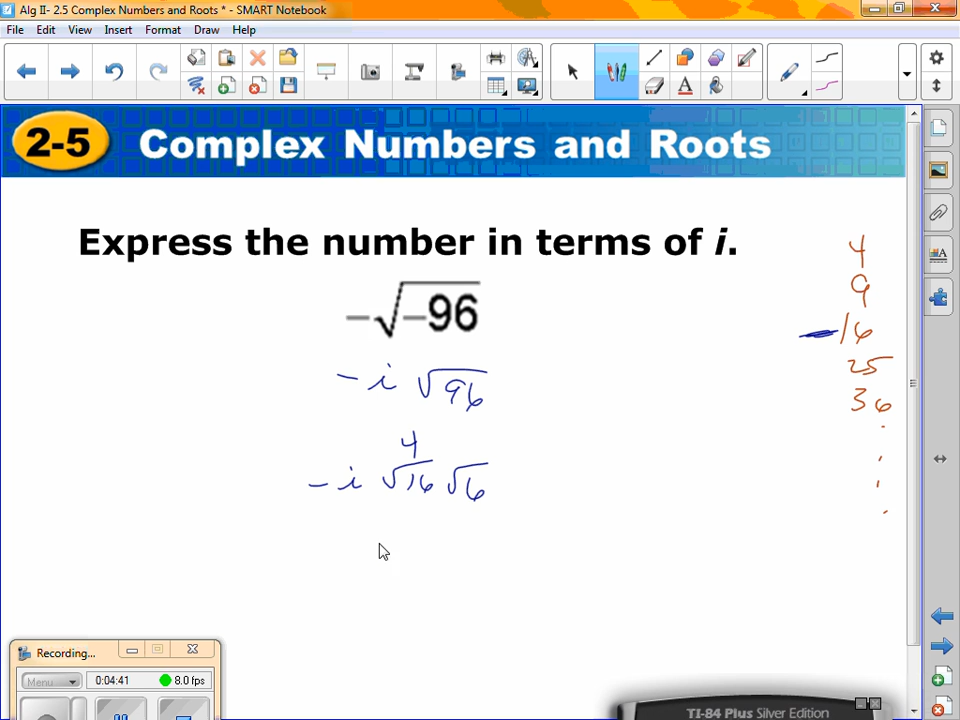 Alg II- 2.5 Complex Numbers and Roots * - SMART Notebook
File Edit View Insert Format Draw Help
2-5 Complex Numbers and Roots
Express the number in terms of i.
−√−96
− i √96
4
− i √16 √6
4
9
16
25
36
Recording...
Menu 0:04:41 8.0 fps
TI-84 Plus Silver Edition